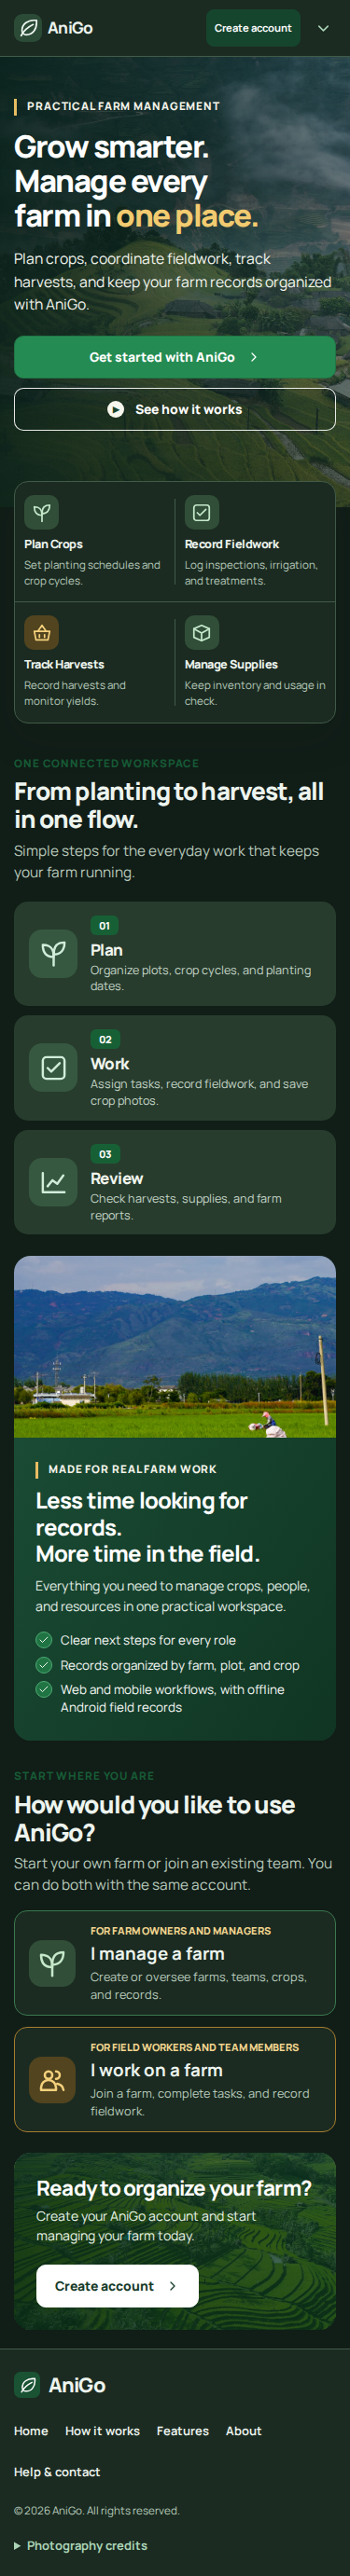 AniGo
Create account
PRACTICAL FARM MANAGEMENT
Grow smarter.
Manage every
farm in one place.
Plan crops, coordinate fieldwork, track
harvests, and keep your farm records organized
with AniGo.
Get started with AniGo
See how it works
Plan Crops
Set planting schedules and
crop cycles.
Record Fieldwork
Log inspections, irrigation,
and treatments.
Track Harvests
Record harvests and
monitor yields.
Manage Supplies
Keep inventory and usage in
check.
ONE CONNECTED WORKSPACE
From planting to harvest, all
in one flow.
Simple steps for the everyday work that keeps
your farm running.
01
Plan
Organize plots, crop cycles, and planting
dates.
02
Work
Assign tasks, record fieldwork, and save
crop photos.
03
Review
Check harvests, supplies, and farm
reports.
MADE FOR REAL FARM WORK
Less time looking for
records.
More time in the field.
Everything you need to manage crops, people,
and resources in one practical workspace.
Clear next steps for every role
Records organized by farm, plot, and crop
Web and mobile workflows, with offline
Android field records
START WHERE YOU ARE
How would you like to use
AniGo?
Start your own farm or join an existing team. You
can do both with the same account.
FOR FARM OWNERS AND MANAGERS
I manage a farm
Create or oversee farms, teams, crops,
and records.
FOR FIELD WORKERS AND TEAM MEMBERS
I work on a farm
Join a farm, complete tasks, and record
fieldwork.
Ready to organize your farm?
Create your AniGo account and start
managing your farm today.
Create account
AniGo
Home How it works Features About
Help & contact
© 2026 AniGo. All rights reserved.
Photography credits